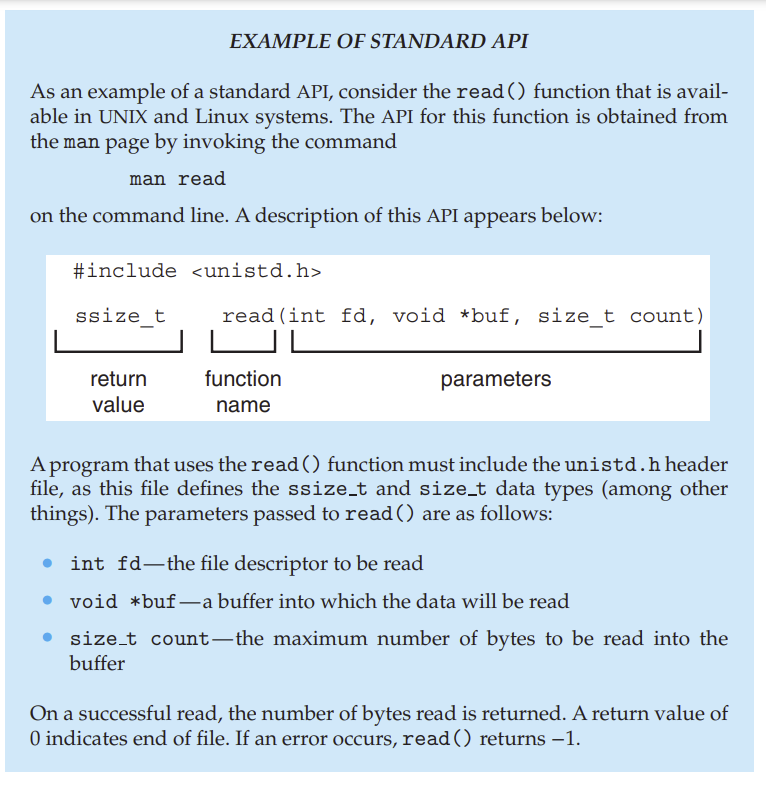 EXAMPLE OF STANDARD API
As an example of a standard API, consider the read() function that is avail-
able in UNIX and Linux systems. The API for this function is obtained from
the man page by invoking the command
man read
on the command line. A description of this API appears below:
#include <unistd.h>
ssize_t read(int fd, void *buf, size_t count)
return function parameters
value name
A program that uses the read() function must include the unistd.h header
file, as this file defines the ssize_t and size_t data types (among other
things). The parameters passed to read() are as follows:
• int fd—the file descriptor to be read
• void *buf—a buffer into which the data will be read
• size_t count—the maximum number of bytes to be read into the
buffer
On a successful read, the number of bytes read is returned. A return value of
0 indicates end of file. If an error occurs, read() returns −1.